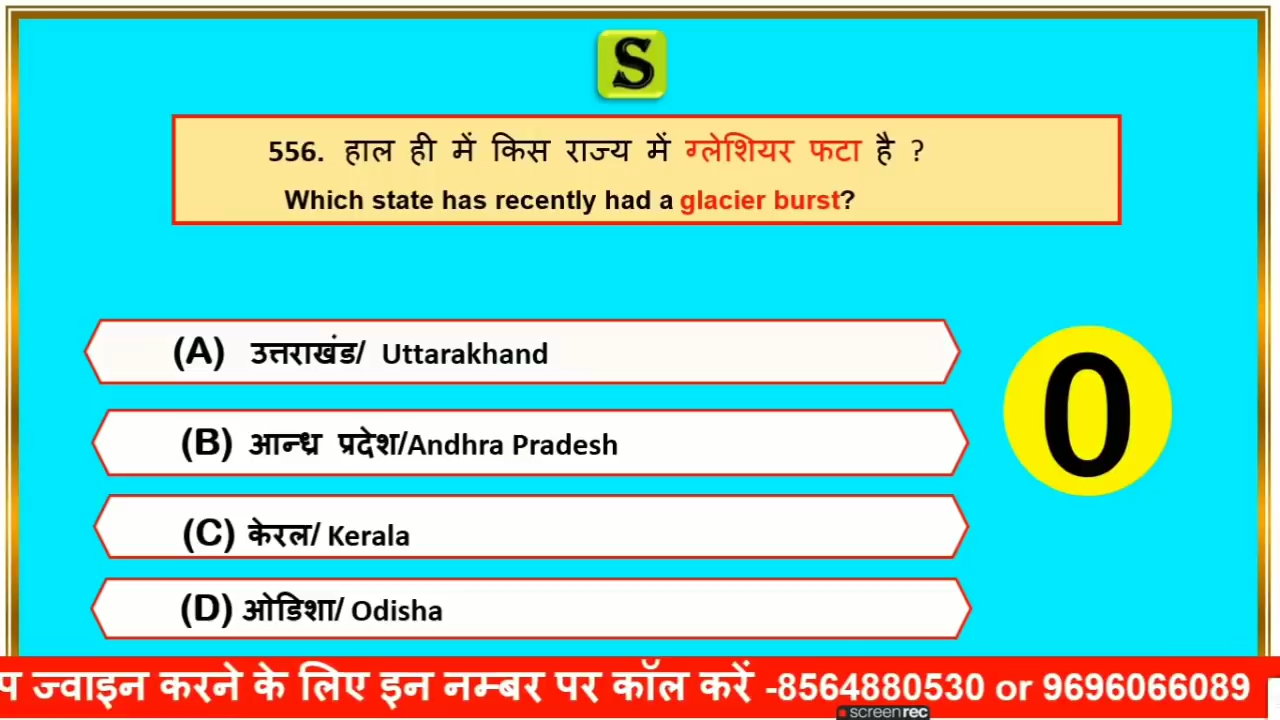 S
556. हाल ही में किस राज्य में ग्लेशियर फटा है ?
Which state has recently had a glacier burst?
(A) उत्तराखंड/ Uttarakhand
(B) आन्ध्र प्रदेश/Andhra Pradesh
0
(C) केरल/ Kerala
(D) ओडिशा/ Odisha
प ज्वाइन करने के लिए इन नम्बर पर कॉल करें -8564880530 or 9696066089
screenrec